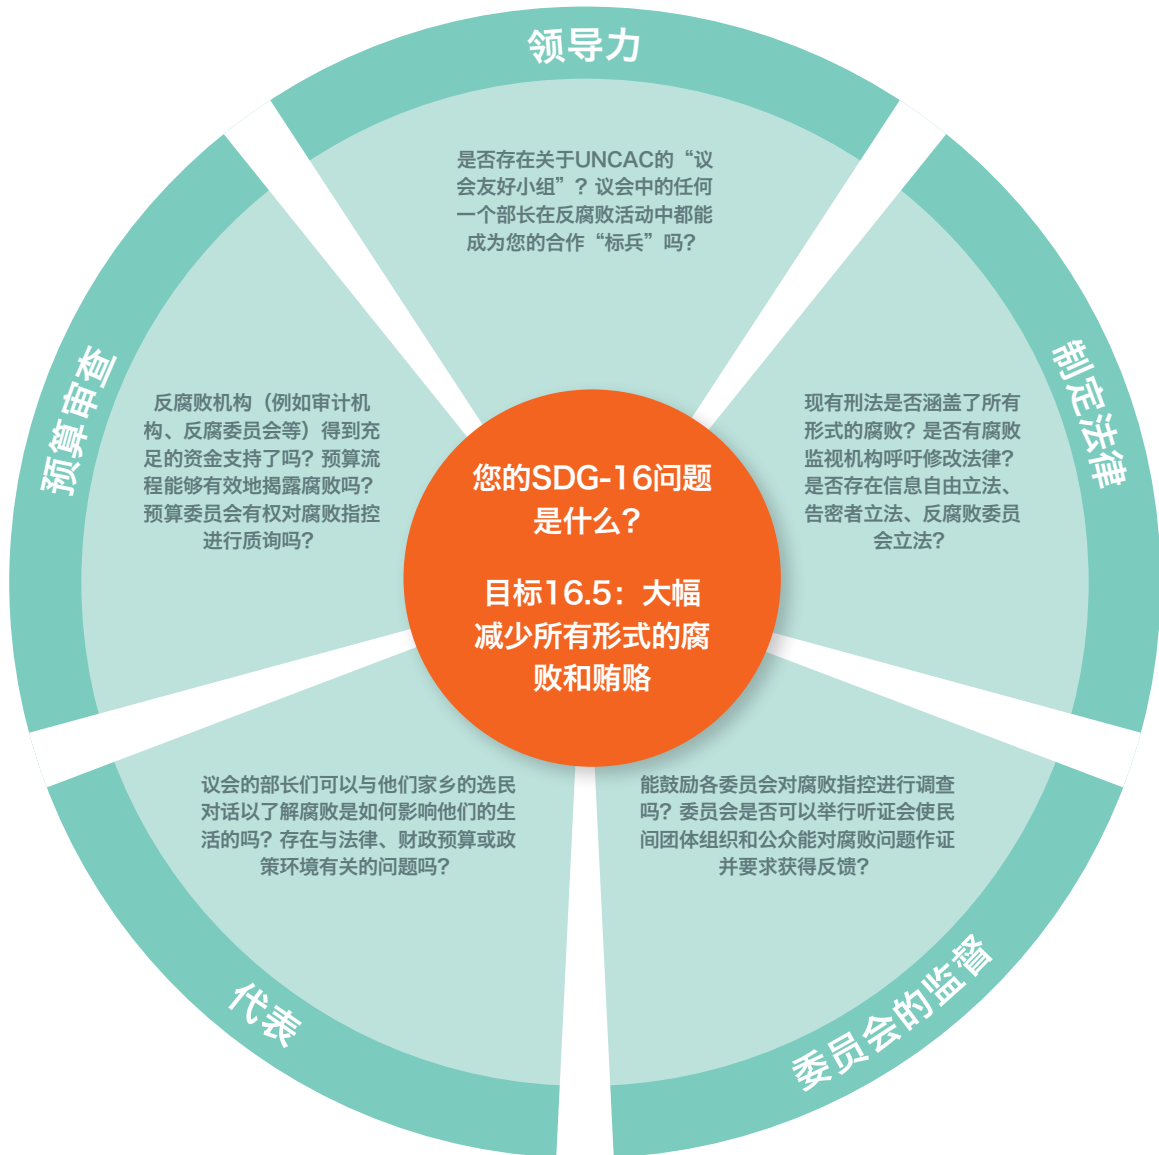 领导力
是否存在关于UNCAC的“议
会友好小组”？议会中的任何
一个部长在反腐败活动中都能
成为您的合作“标兵”吗？
制定法律
现有刑法是否涵盖了所有
形式的腐败？是否有腐败
监视机构呼吁修改法律？
是否存在信息自由立法、
告密者立法、反腐败委员
会立法？
委员会的监督
能鼓励各委员会对腐败指控进行调查
吗？委员会是否可以举行听证会使民
间团体组织和公众能对腐败问题作证
并要求获得反馈？
代表
议会的部长们可以与他们家乡的选民
对话以了解腐败是如何影响他们的生
活的吗？存在与法律、财政预算或政
策环境有关的问题吗？
预算审查
反腐败机构（例如审计机
构、反腐委员会等）得到充
足的资金支持了吗？预算流
程能够有效地揭露腐败吗？
预算委员会有权对腐败指控
进行质询吗？
您的SDG-16问题
是什么？
目标16.5：大幅
减少所有形式的腐
败和贿赂